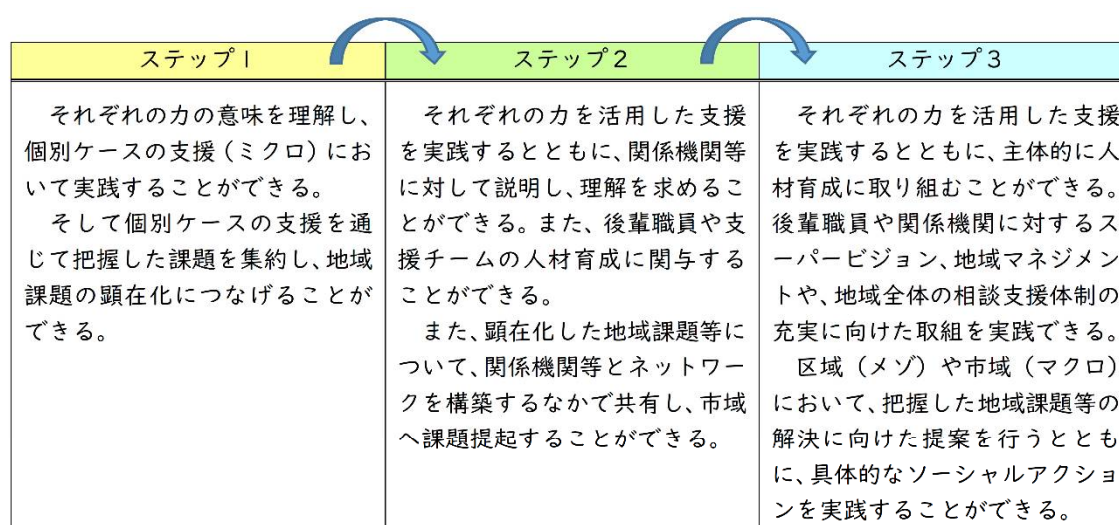 ステップ1
ステップ2
ステップ3
それぞれの力の意味を理解し、
個別ケースの支援（ミクロ）にお
いて実践することができる。
そして個別ケースの支援を通
じて把握した課題を集約し、地域
課題の顕在化につなげることが
できる。
それぞれの力を活用した支援
を実践するとともに、関係機関等
に対して説明し、理解を求めるこ
とができる。また、後輩職員や支
援チームの人材育成に関与する
ことができる。
また、顕在化した地域課題等に
ついて、関係機関等とネットワー
クを構築するなかで共有し、市域
へ課題提起することができる。
それぞれの力を活用した支援
を実践するとともに、主体的に人
材育成に取り組むことができる。
後輩職員や関係機関に対するス
ーパービジョン、地域マネジメン
トや、地域全体の相談支援体制の
充実に向けた取組を実践できる。
区域（メゾ）や市域（マクロ）
において、把握した地域課題等の
解決に向けた提案を行うととも
に、具体的なソーシャルアクショ
ンを実践することができる。